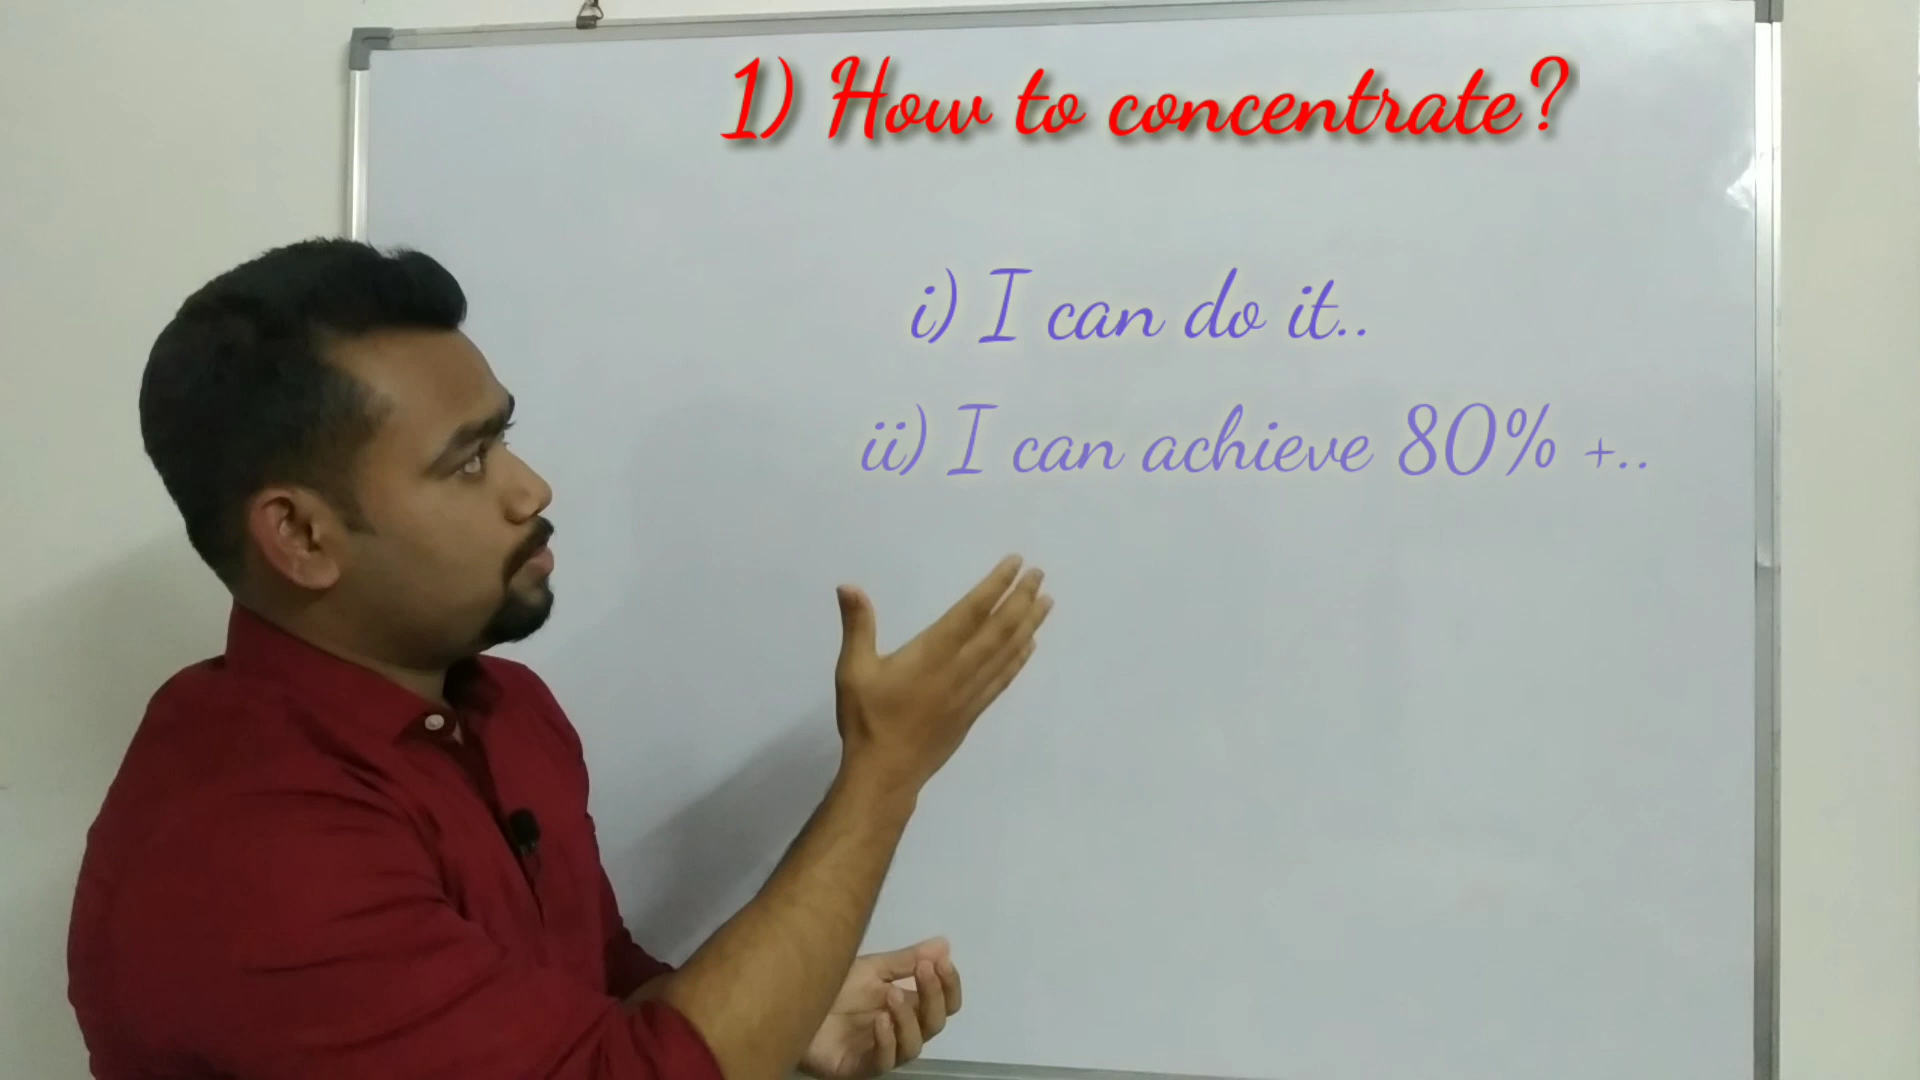 1) How to concentrate?
i) I can do it..
ii) I can achieve 80% +..